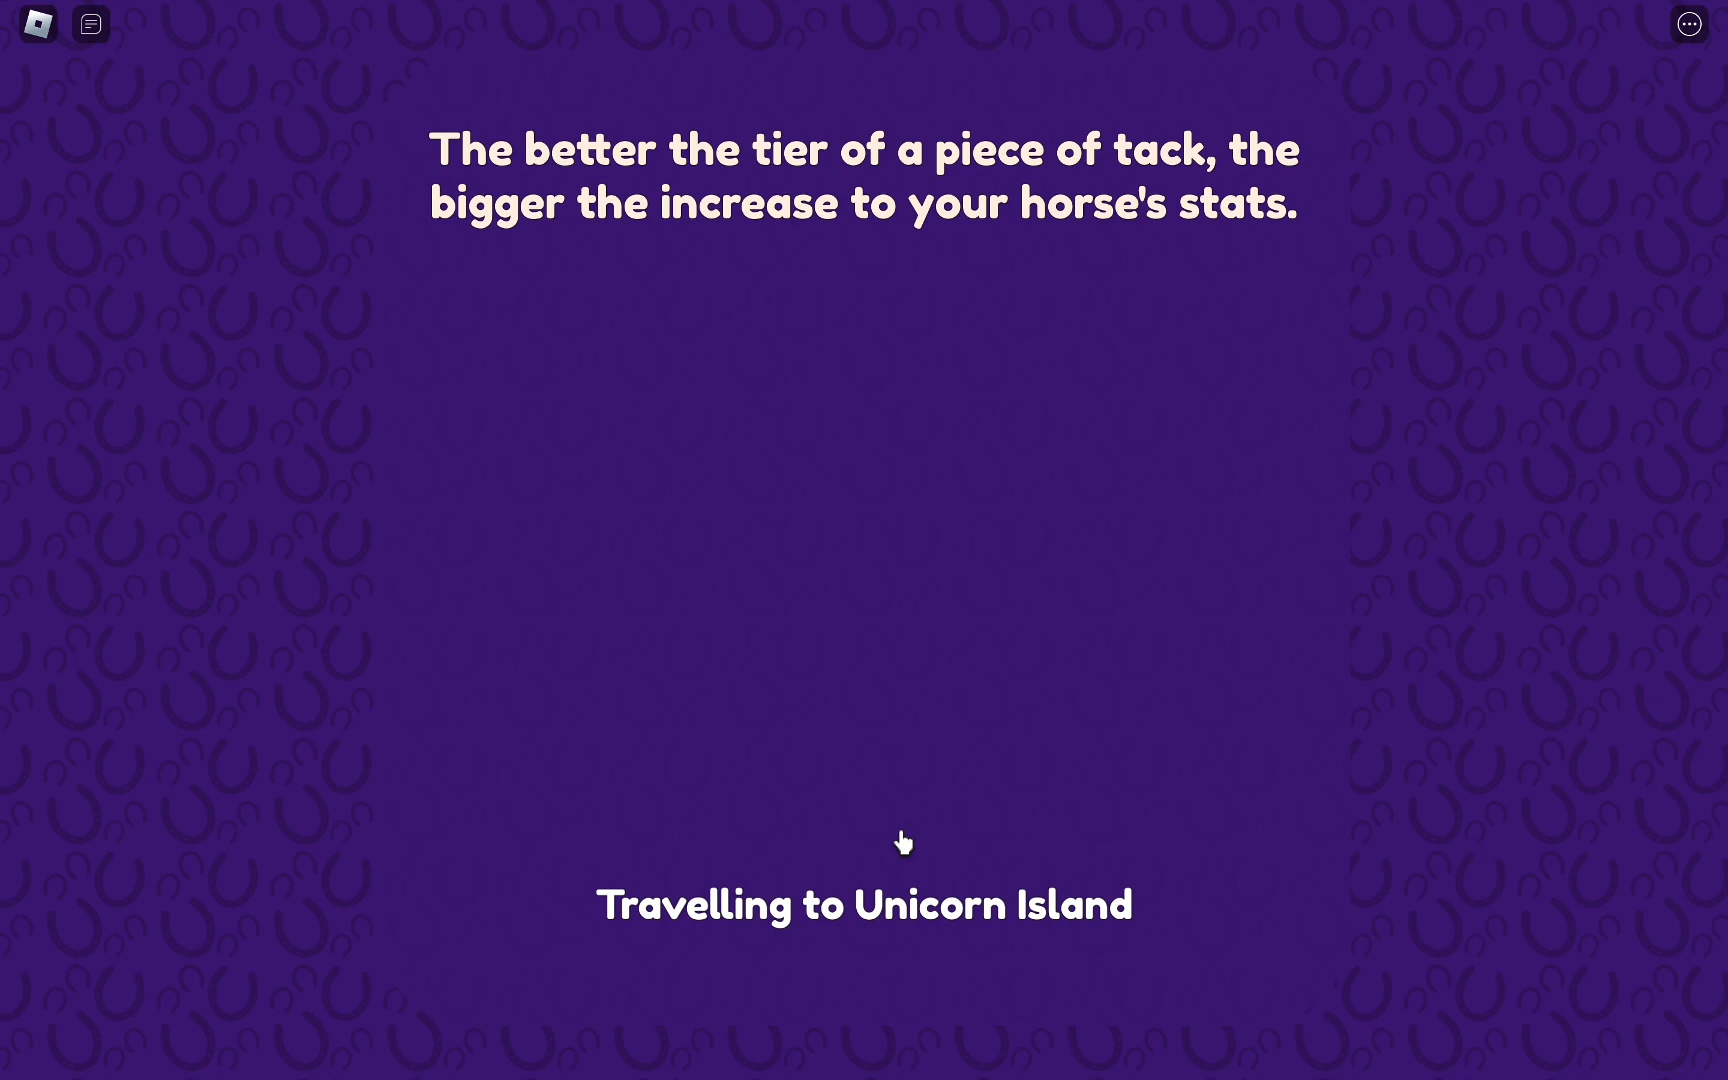 The better the tier of a piece of tack, the
bigger the increase to your horse's stats.
Travelling to Unicorn Island